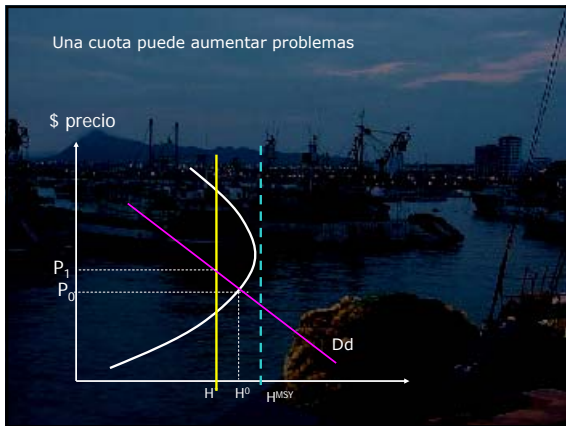 Una cuota puede aumentar problemas
$ precio
P₁
P₀
Dd
H H⁰ Hᴹˢʸ